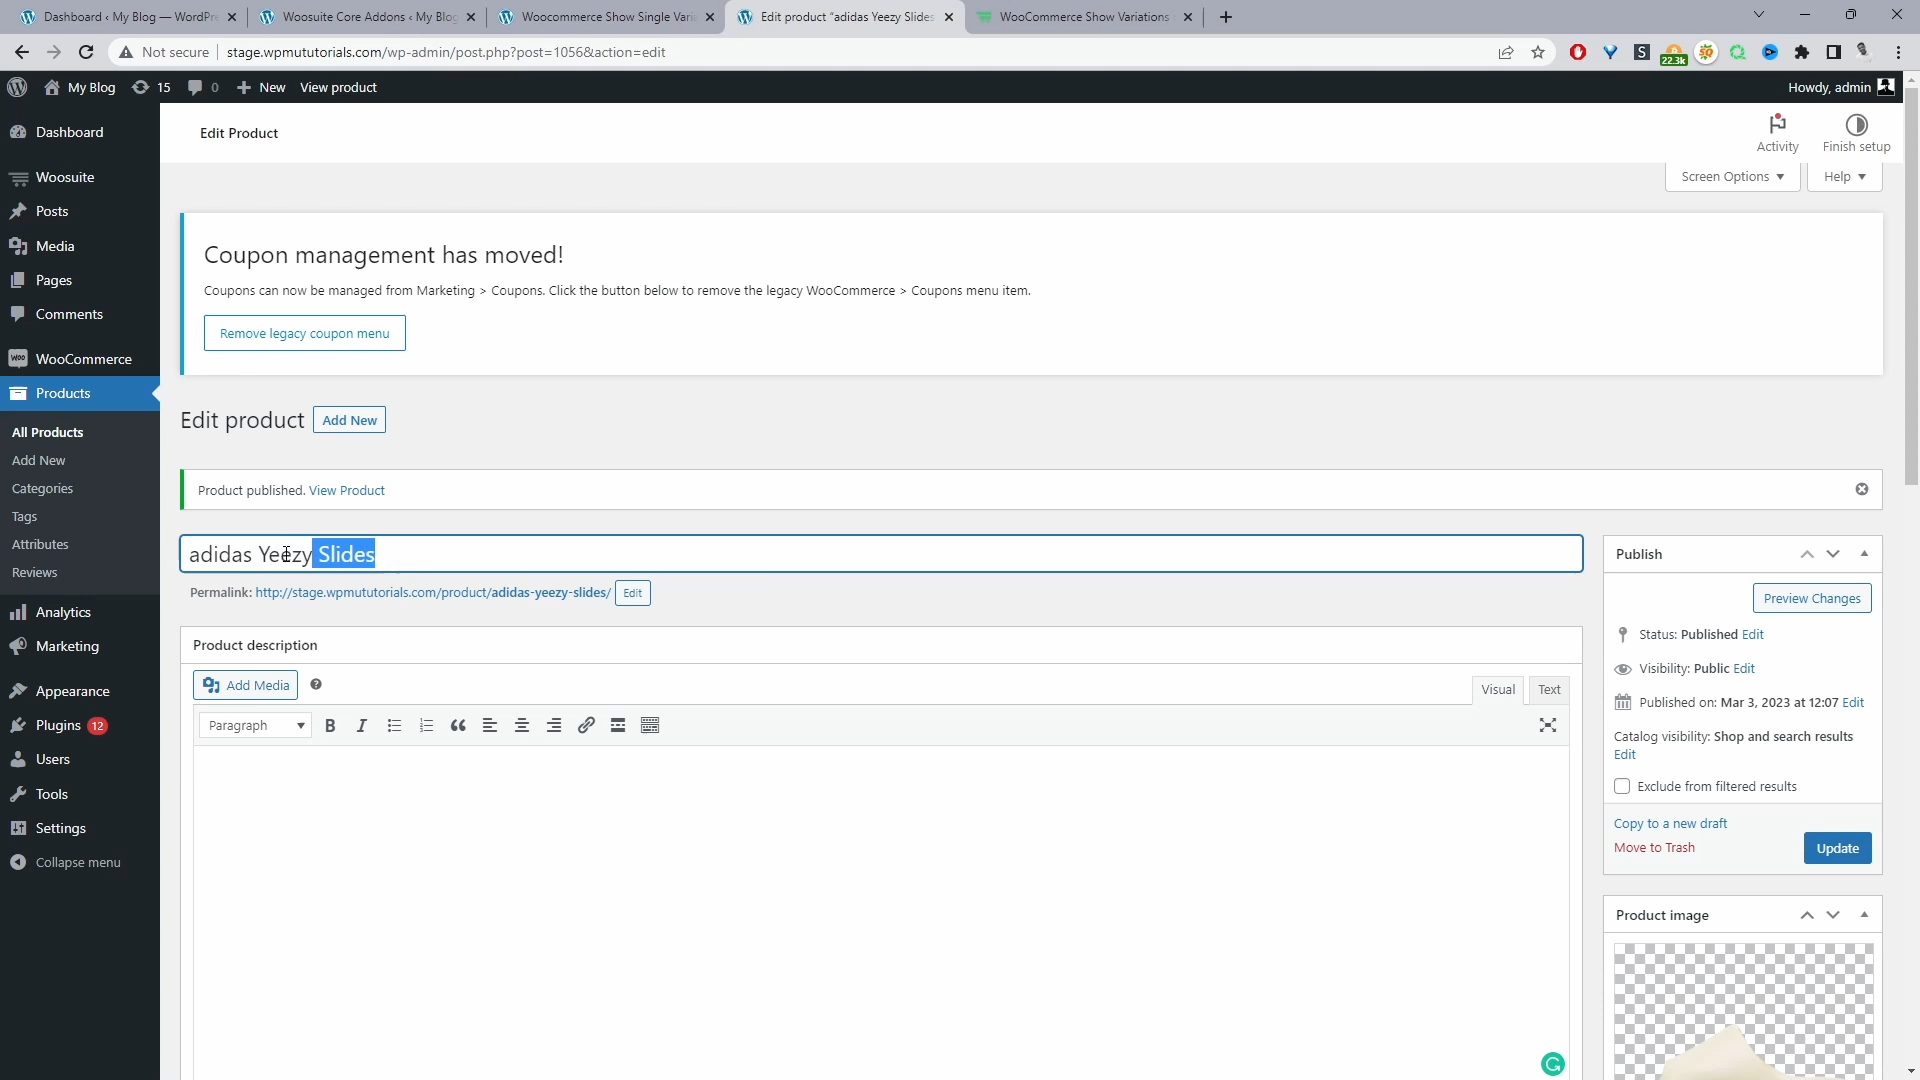 Dashboard ‹ My Blog — WordPre
Woosuite Core Addons ‹ My Blog
Woocommerce Show Single Varia
Edit product “adidas Yeezy Slides
WooCommerce Show Variations
Not secure
stage.wpmututorials.com/wp-admin/post.php?post=1056&action=edit
22.3k
My Blog
15
0
New
View product
Howdy, admin
Dashboard
Woosuite
Posts
Media
Pages
Comments
WooCommerce
Products
All Products
Add New
Categories
Tags
Attributes
Reviews
Analytics
Marketing
Appearance
Plugins 12
Users
Tools
Settings
Collapse menu
Edit Product
Activity
Finish setup
Screen Options
Help
Coupon management has moved!
Coupons can now be managed from Marketing > Coupons. Click the button below to remove the legacy WooCommerce > Coupons menu item.
Remove legacy coupon menu
Edit product
Add New
Product published. View Product
adidas Yeezy Slides
Permalink: http://stage.wpmututorials.com/product/adidas-yeezy-slides/
Edit
Product description
Add Media
Visual
Text
Paragraph
Publish
Preview Changes
Status: Published Edit
Visibility: Public Edit
Published on: Mar 3, 2023 at 12:07 Edit
Catalog visibility: Shop and search results
Edit
Exclude from filtered results
Copy to a new draft
Move to Trash
Update
Product image